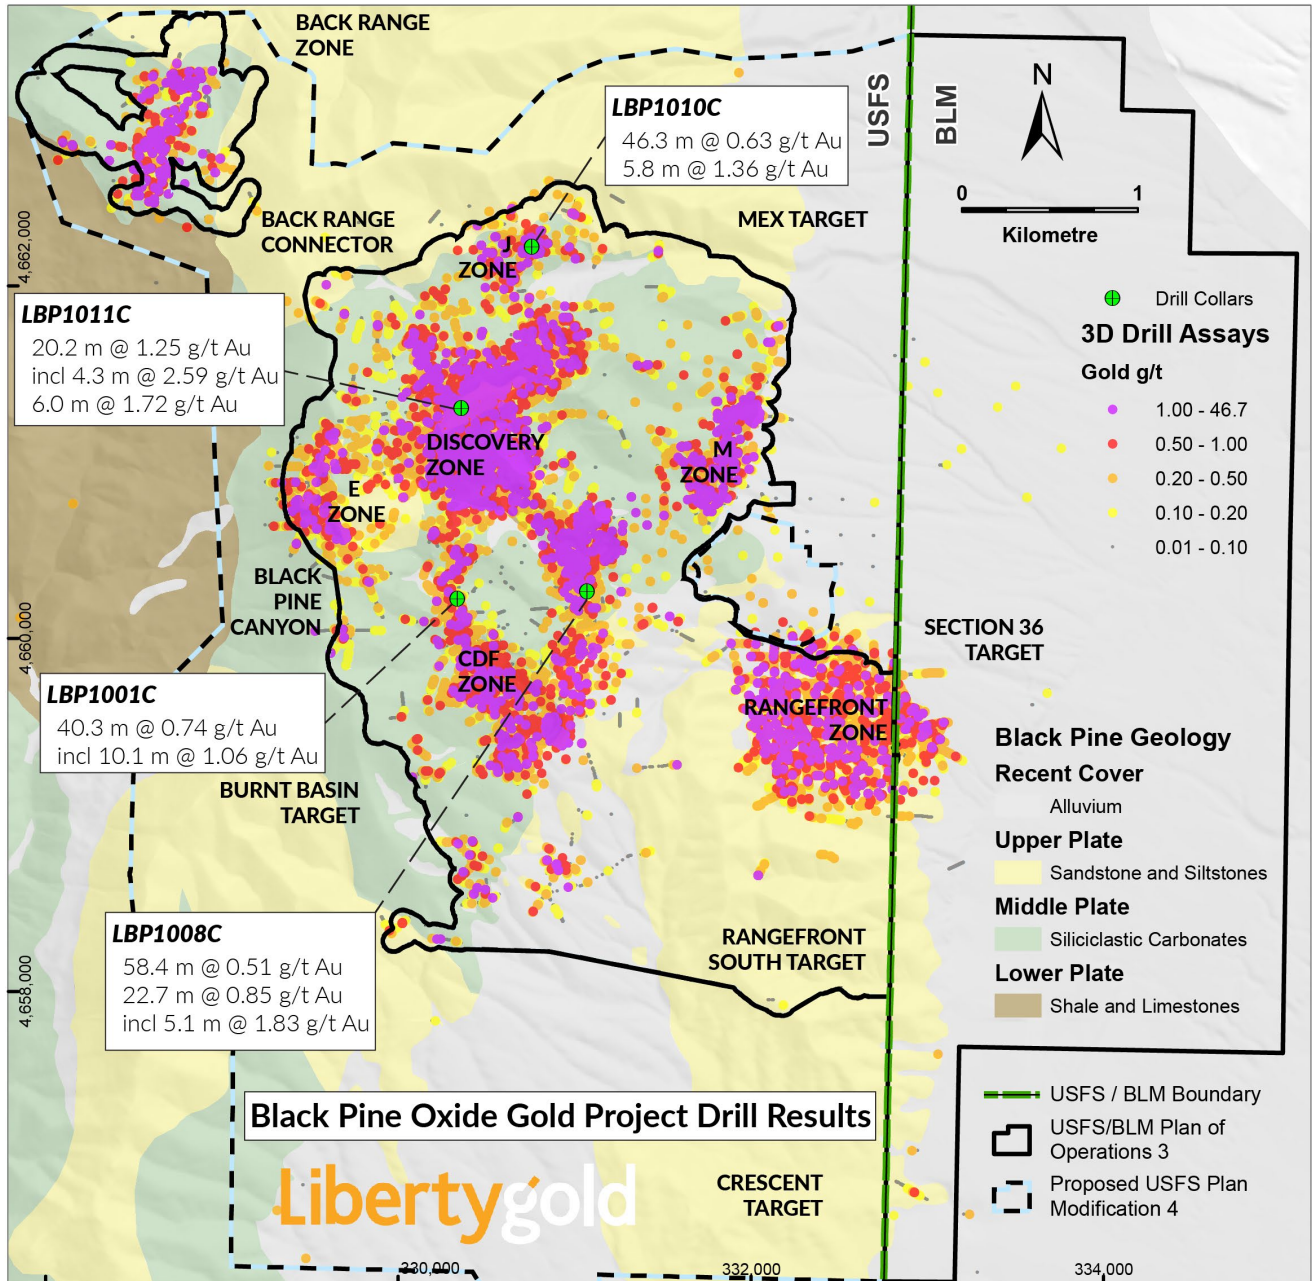 BACK RANGE
ZONE
LBP1010C
46.3 m @ 0.63 g/t Au
5.8 m @ 1.36 g/t Au
USFS
BLM
N
0 1
Kilometre
BACK RANGE
CONNECTOR
MEX TARGET
4,662,000
J
ZONE
LBP1011C
20.2 m @ 1.25 g/t Au
incl 4.3 m @ 2.59 g/t Au
6.0 m @ 1.72 g/t Au
Drill Collars
3D Drill Assays
Gold g/t
1.00 - 46.7
0.50 - 1.00
0.20 - 0.50
0.10 - 0.20
0.01 - 0.10
DISCOVERY
ZONE
M
ZONE
E
ZONE
BLACK
PINE
CANYON
4,660,000
SECTION 36
TARGET
CDF
ZONE
LBP1001C
40.3 m @ 0.74 g/t Au
incl 10.1 m @ 1.06 g/t Au
RANGEFRONT
ZONE
BURNT BASIN
TARGET
Black Pine Geology
Recent Cover
Alluvium
Upper Plate
Sandstone and Siltstones
Middle Plate
Siliciclastic Carbonates
Lower Plate
Shale and Limestones
LBP1008C
58.4 m @ 0.51 g/t Au
22.7 m @ 0.85 g/t Au
incl 5.1 m @ 1.83 g/t Au
RANGEFRONT
SOUTH TARGET
4,658,000
Black Pine Oxide Gold Project Drill Results
USFS / BLM Boundary
USFS/BLM Plan of
Operations 3
Proposed USFS Plan
Modification 4
Libertygold
CRESCENT
TARGET
330,000
332,000
334,000